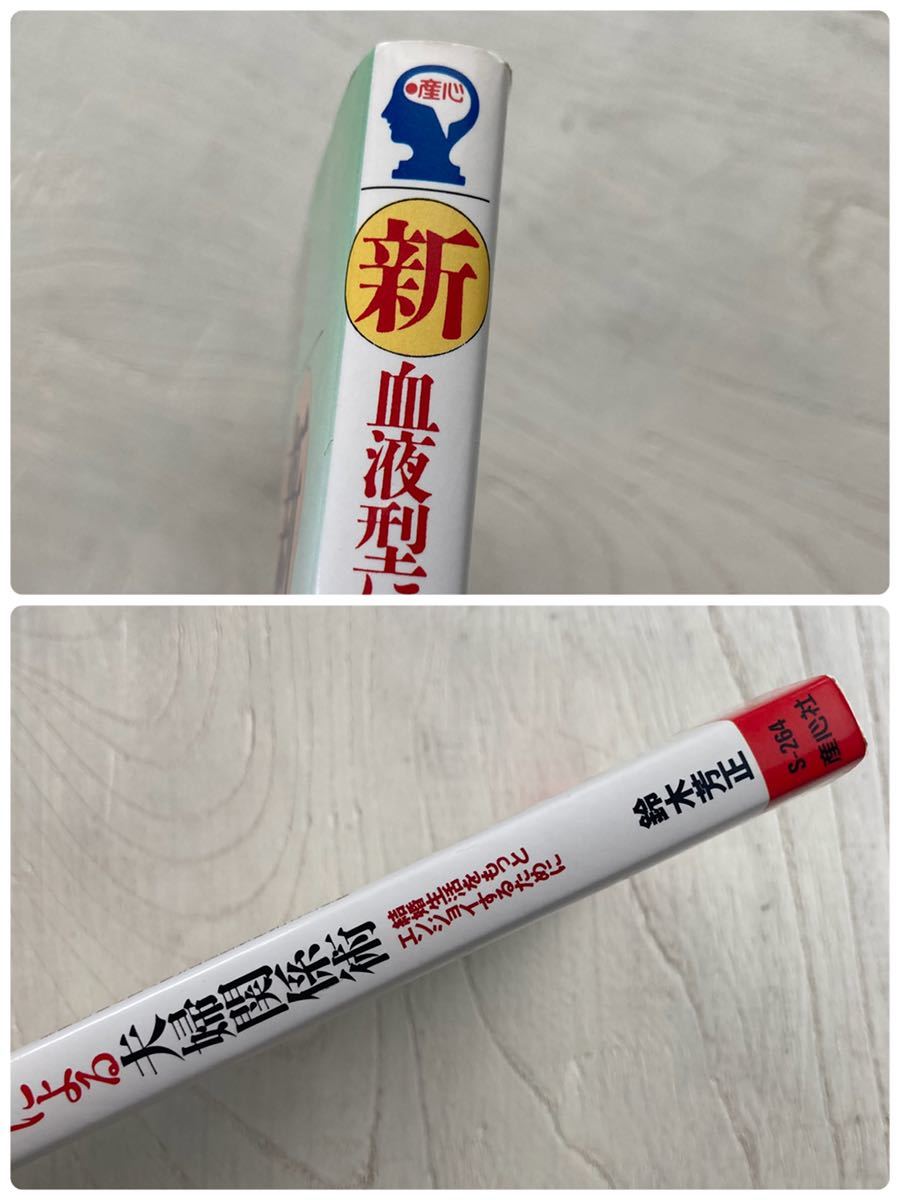 ●産心
新
血液型に
による夫婦関係術
結婚生活をもっと
エンジョイするために
鈴木芳正
S-264
産心社